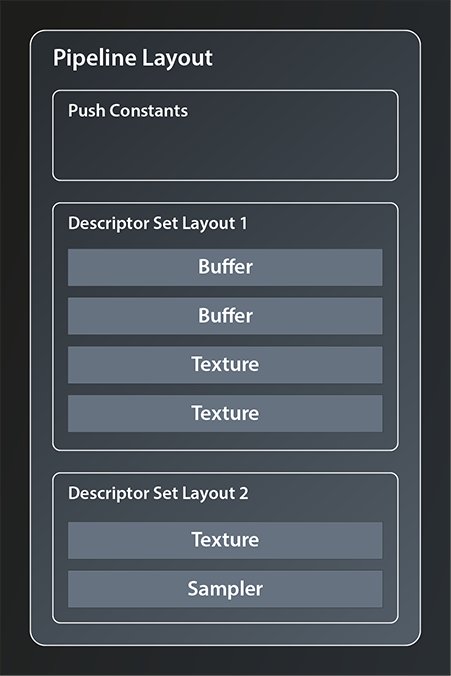 Pipeline Layout
Push Constants
Descriptor Set Layout 1
Buffer
Buffer
Texture
Texture
Descriptor Set Layout 2
Texture
Sampler